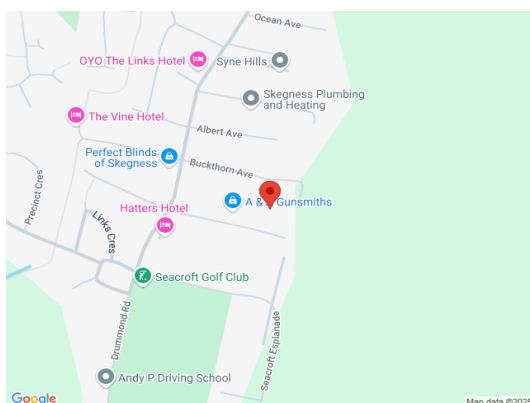 Ocean Ave
OYO The Links Hotel
Syne Hills
Skegness Plumbing
and Heating
The Vine Hotel
Albert Ave
Perfect Blinds
of Skegness
Buckthorn Ave
Precinct Cres
Links Cres
Hatters Hotel
A &
Gunsmiths
Seacroft Golf Club
Drummond Rd
Seacroft Esplanade
Andy P Driving School
Google
Map data ©2025